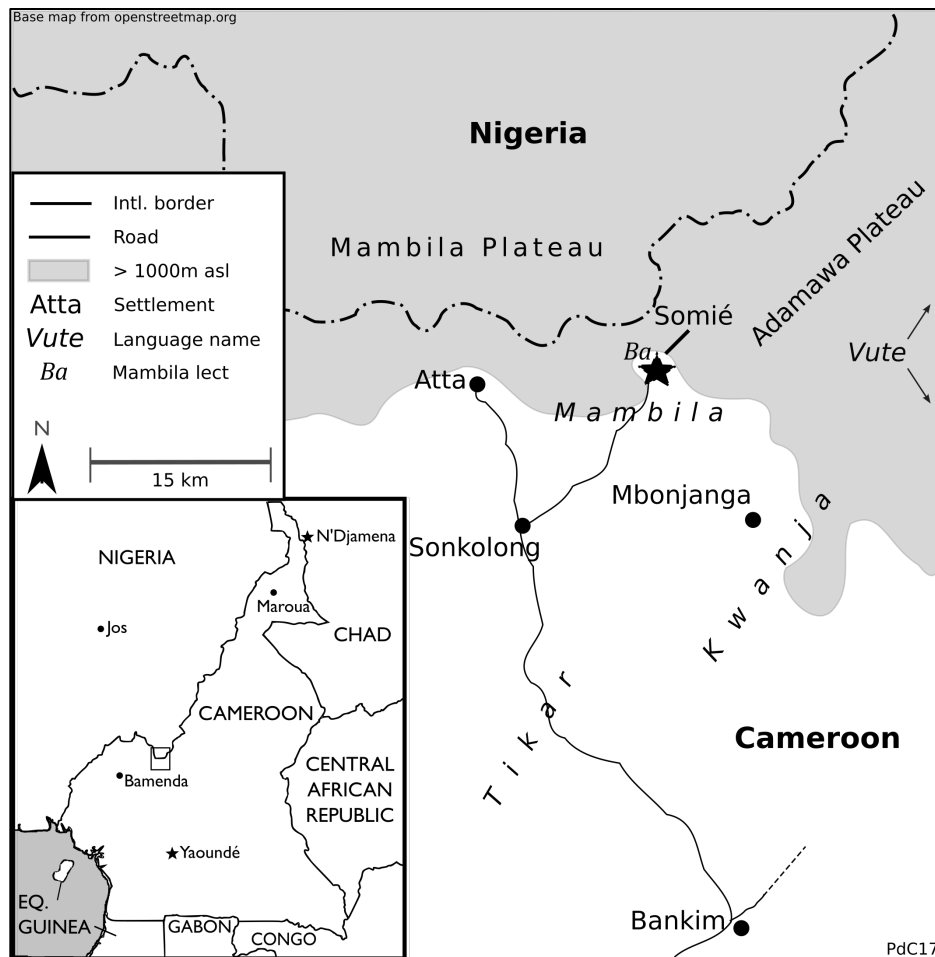 Base map from openstreetmap.org
Nigeria
Mambila Plateau
Adamawa Plateau
Intl. border
Road
> 1000m asl
Atta Settlement
Vute Language name
Ba Mambila lect
N
15 km
Somié
Ba
Vute
Atta
Mambila
Mbonjanga
Sonkolong
Kwanja
Tikar
Cameroon
Bankim
PdC17
N'Djamena
NIGERIA
Maroua
Jos
CHAD
CAMEROON
CENTRAL
AFRICAN
REPUBLIC
Bamenda
Yaoundé
EQ.
GUINEA
GABON
CONGO